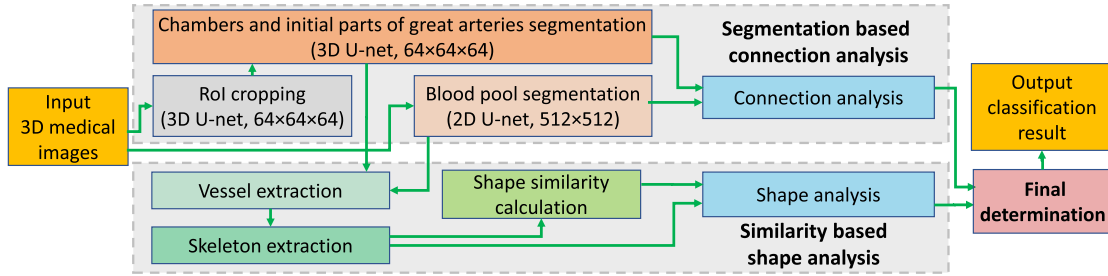 Input
3D medical
images
Chambers and initial parts of great arteries segmentation
(3D U-net, 64×64×64)
RoI cropping
(3D U-net, 64×64×64)
Blood pool segmentation
(2D U-net, 512×512)
Segmentation based
connection analysis
Connection analysis
Vessel extraction
Skeleton extraction
Shape similarity
calculation
Shape analysis
Similarity based
shape analysis
Output
classification
result
Final
determination